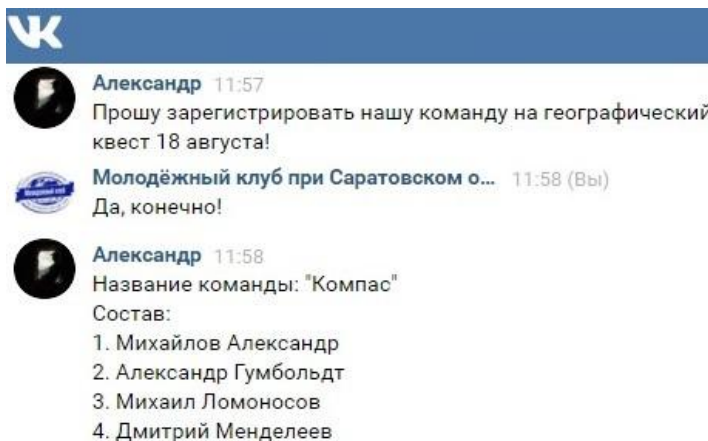 VK
Александр 11:57
Прошу зарегистрировать нашу команду на географический
квест 18 августа!
Молодёжный клуб при Саратовском о... 11:58 (Вы)
Да, конечно!
Александр 11:58
Название команды: "Компас"
Состав:
1. Михайлов Александр
2. Александр Гумбольдт
3. Михаил Ломоносов
4. Дмитрий Менделеев